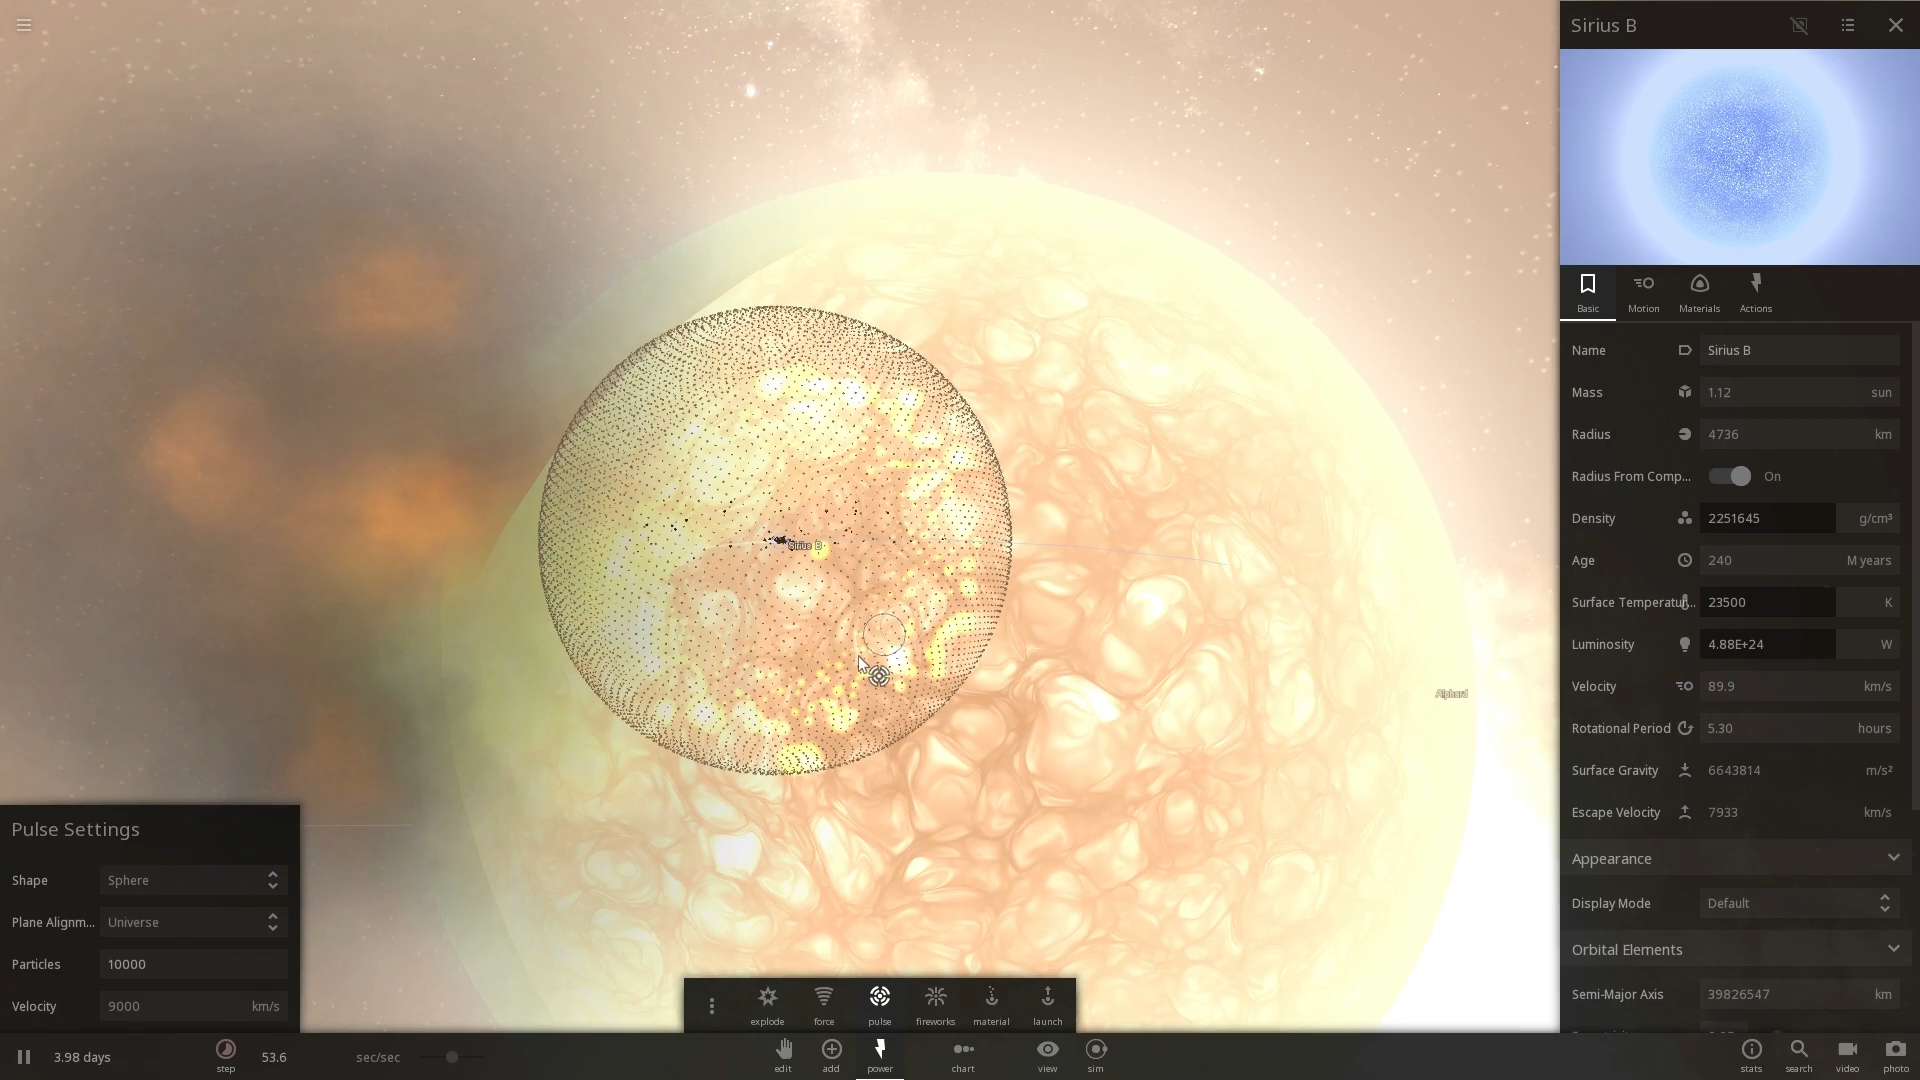 Sirius B
Basic
Motion
Materials
Actions
Name
Sirius B
Mass
1.12
sun
Radius
4736
km
Radius From Comp...
On
Density
2251645
g/cm³
Age
240
M years
Surface Temperatur...
23500
K
Luminosity
4.88E+24
W
Velocity
89.9
km/s
Rotational Period
5.30
hours
Surface Gravity
6643814
m/s²
Escape Velocity
7933
km/s
Appearance
Display Mode
Default
Orbital Elements
Semi-Major Axis
39826547
km
Sirius B
Alphard
Pulse Settings
Shape
Sphere
Plane Alignm...
Universe
Particles
10000
Velocity
9000
km/s
explode
force
pulse
fireworks
material
launch
3.98 days
step
53.6
sec/sec
edit
add
power
chart
view
sim
stats
search
video
photo